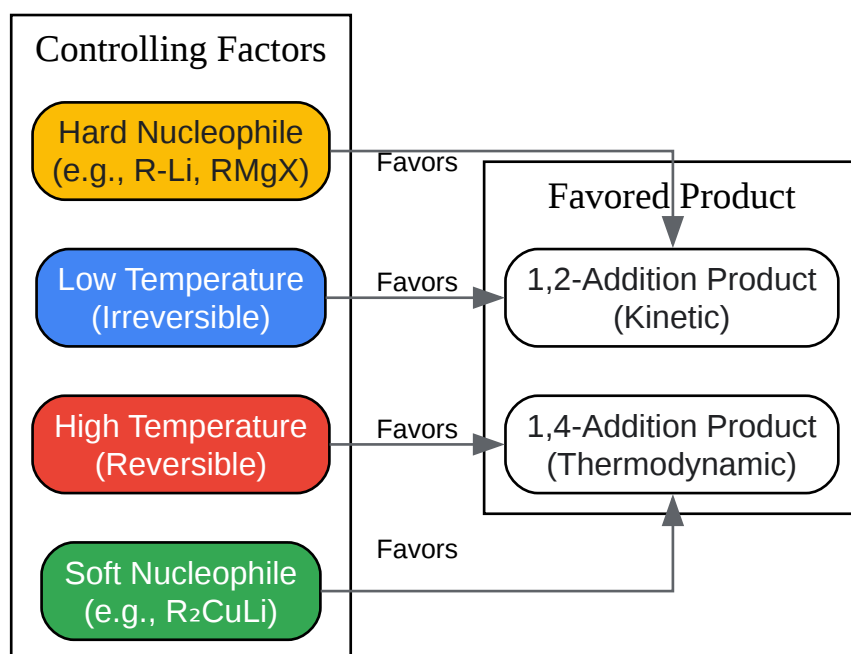 Controlling Factors
Hard Nucleophile
(e.g., R-Li, RMgX)
Favors
Favored Product
Low Temperature
(Irreversible)
Favors
1,2-Addition Product
(Kinetic)
High Temperature
(Reversible)
Favors
1,4-Addition Product
(Thermodynamic)
Soft Nucleophile
(e.g., R₂CuLi)
Favors